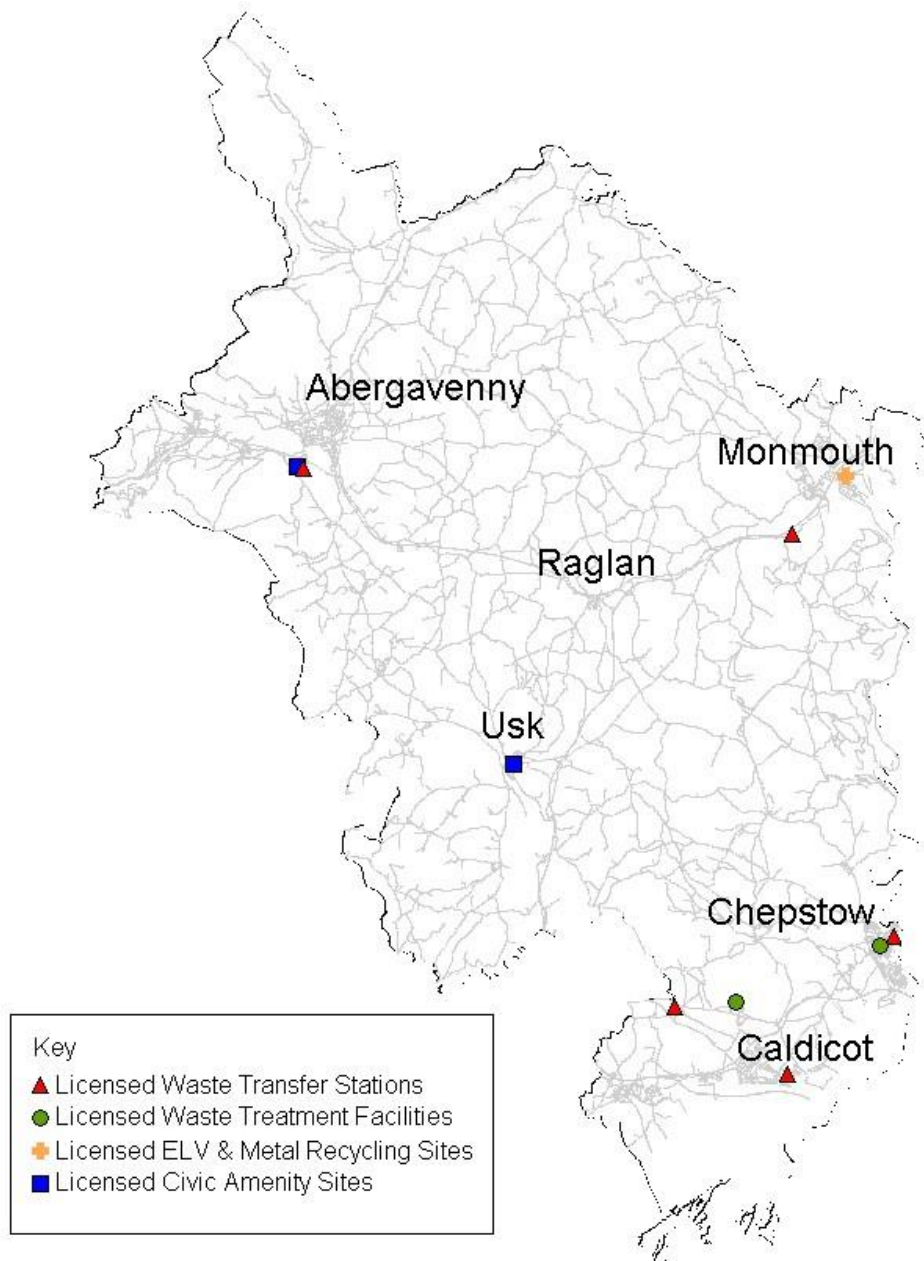 Abergavenny
Monmouth
Raglan
Usk
Chepstow
Caldicot
Key
Licensed Waste Transfer Stations
Licensed Waste Treatment Facilities
Licensed ELV & Metal Recycling Sites
Licensed Civic Amenity Sites